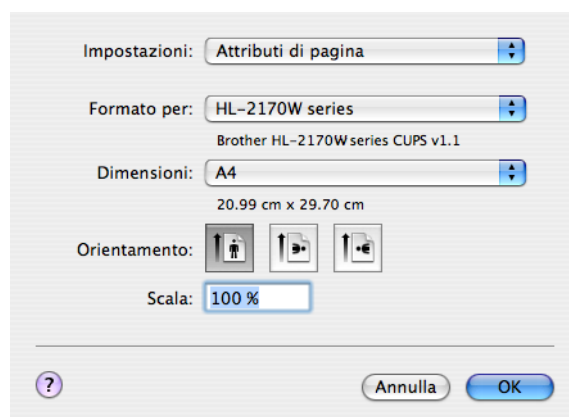 Impostazioni: Attributi di pagina
Formato per: HL-2170W series
Brother HL-2170W series CUPS v1.1
Dimensioni: A4
20.99 cm x 29.70 cm
Orientamento:
Scala: 100 %
? Annulla OK